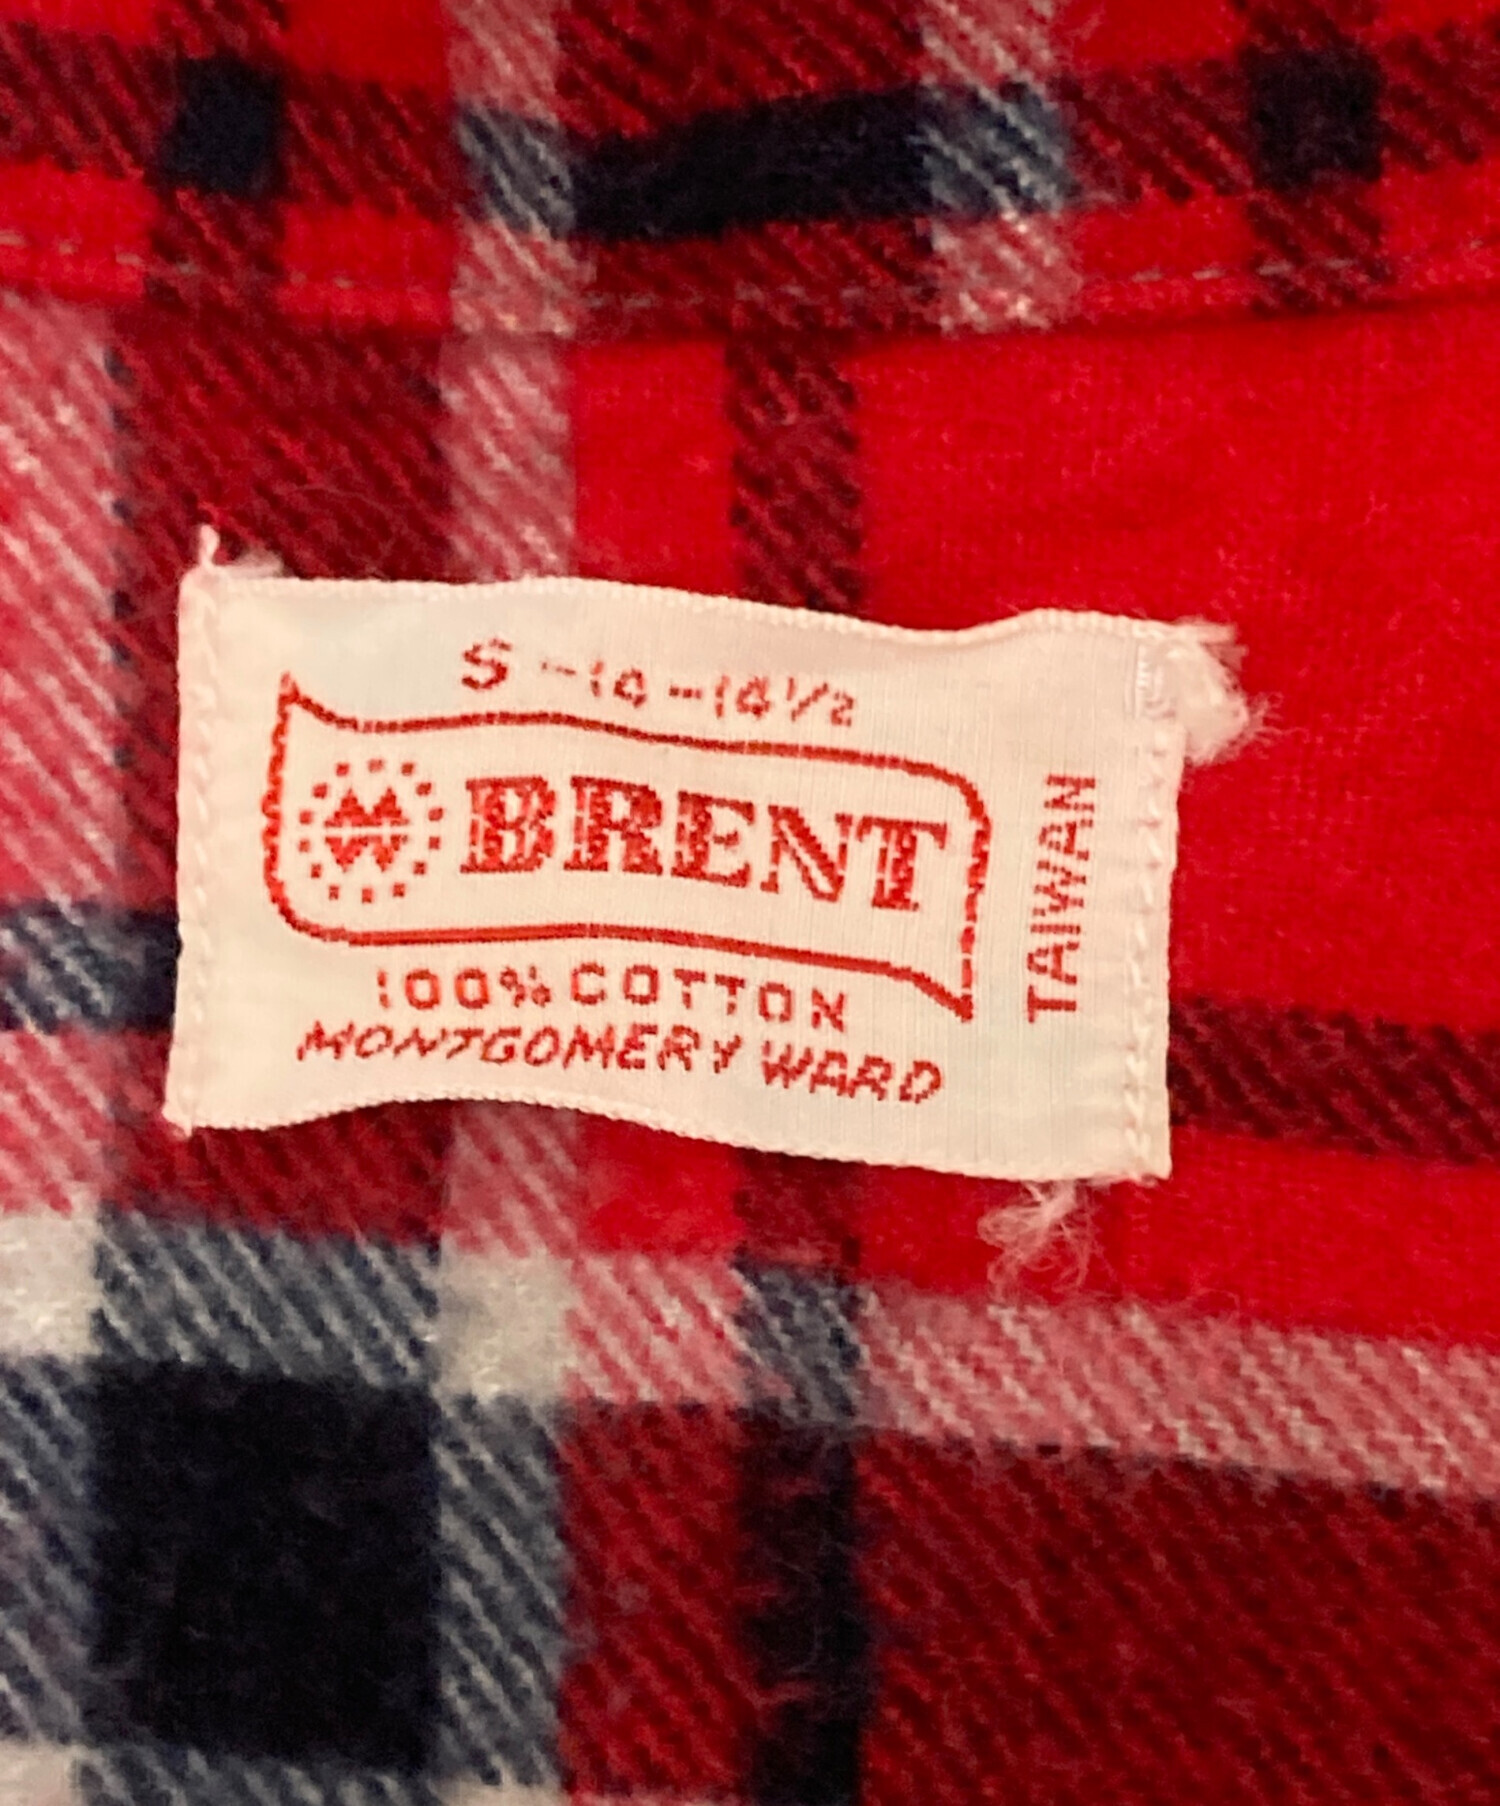 S-14-14½
BRENT
100% COTTON
MONTGOMERY WARD
TAIWAN